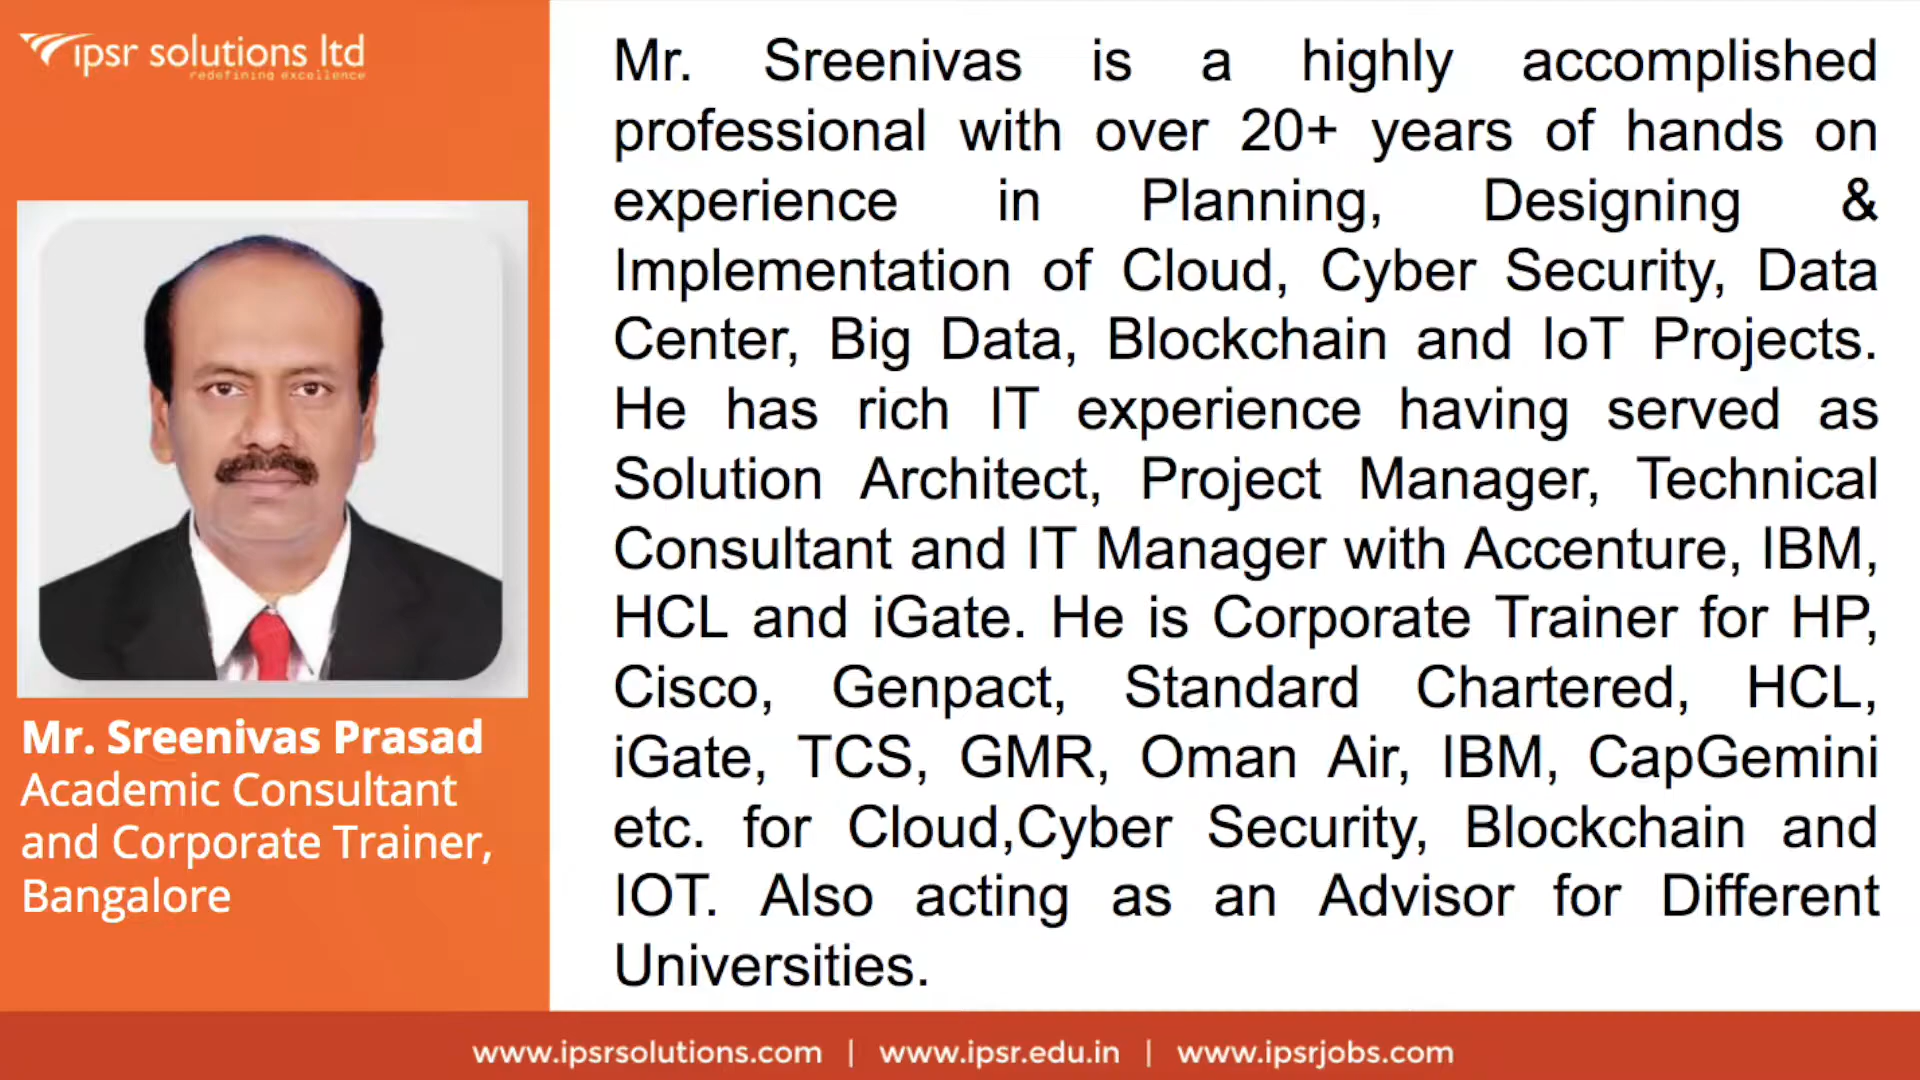 ipsr solutions ltd
redefining excellence
Mr. Sreenivas Prasad
Academic Consultant
and Corporate Trainer,
Bangalore
Mr. Sreenivas is a highly accomplished
professional with over 20+ years of hands on
experience in Planning, Designing &
Implementation of Cloud, Cyber Security, Data
Center, Big Data, Blockchain and IoT Projects.
He has rich IT experience having served as
Solution Architect, Project Manager, Technical
Consultant and IT Manager with Accenture, IBM,
HCL and iGate. He is Corporate Trainer for HP,
Cisco, Genpact, Standard Chartered, HCL,
iGate, TCS, GMR, Oman Air, IBM, CapGemini
etc. for Cloud,Cyber Security, Blockchain and
IOT. Also acting as an Advisor for Different
Universities.
www.ipsrsolutions.com | www.ipsr.edu.in | www.ipsrjobs.com